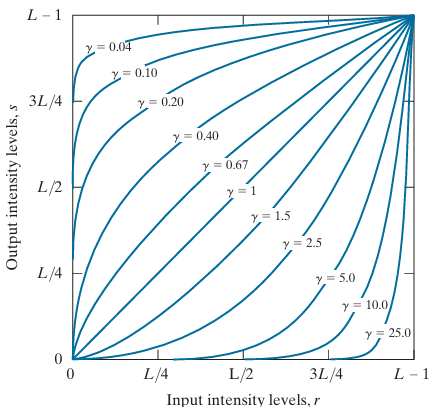 L – 1
γ = 0.04
γ = 0.10
3L/4
γ = 0.20
γ = 0.40
γ = 0.67
L/2
γ = 1
γ = 1.5
γ = 2.5
L/4
γ = 5.0
γ = 10.0
γ = 25.0
0
0
L/4
L/2
3L/4
L – 1
Output intensity levels, s
Input intensity levels, r